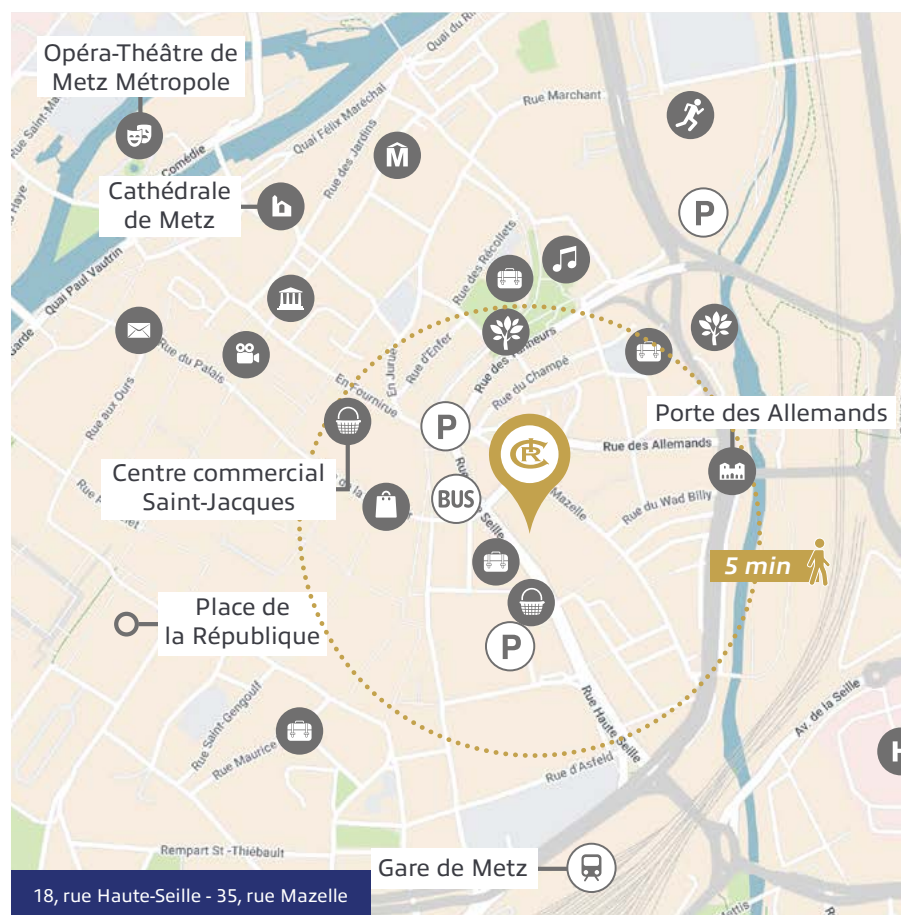 Opéra-Théâtre de
Metz Métropole
Quai Félix Maréchal
Rue Marchant
Rue des Jardins
Comédie
Cathédrale
de Metz
P
Quai Paul Vautrin
Rue des Récollets
Rue du Palais
Rue aux Ours
En Fournirue
En Jurue
Rue d'Enfer
Rue des Tanneurs
Rue du Champé
P
Porte des Allemands
Rue des Allemands
Centre commercial
Saint-Jacques
BUS
Mazelle
Rue du Wad Billy
5 min
Place de
la République
P
Rue Haute Seille
Rue Saint-Gengoulf
Rue Maurice
Av. de la Seille
H
Rue d'Asfeld
Rempart St -Thiébault
Gare de Metz
18, rue Haute-Seille - 35, rue Mazelle